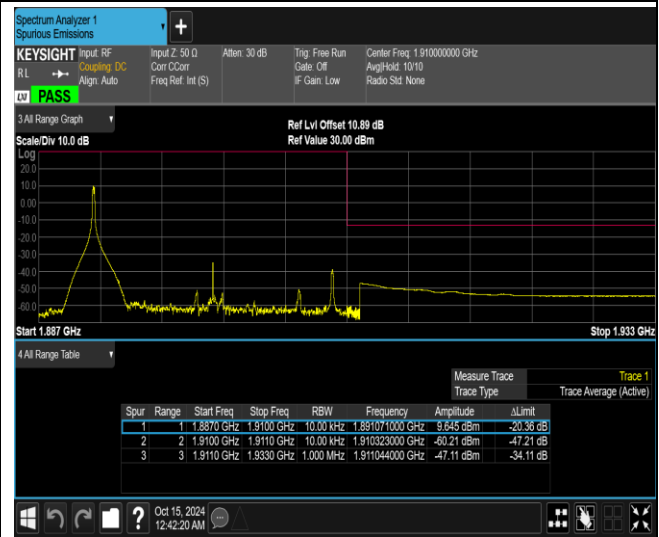 Spectrum Analyzer 1
Spurious Emissions
+
KEYSIGHT Input: RF Input Z: 50 Ω Atten: 30 dB Trig: Free Run Center Freq: 1.910000000 GHz
RL Coupling: DC Corr CCorr Gate: Off Avg|Hold: 10/10
Align: Auto Freq Ref: Int (S) IF Gain: Low Radio Std: None
LXI PASS
3 All Range Graph
Ref Lvl Offset 10.89 dB
Scale/Div 10.0 dB Ref Value 30.00 dBm
Log
20.0
10.0
0.00
-10.0
-20.0
-30.0
-40.0
-50.0
-60.0
Start 1.887 GHz Stop 1.933 GHz
4 All Range Table
Measure Trace Trace 1
Trace Type Trace Average (Active)
Spur Range Start Freq Stop Freq RBW Frequency Amplitude ΔLimit
1 1 1.8870 GHz 1.9100 GHz 10.00 kHz 1.891071000 GHz 9.645 dBm -20.36 dB
2 2 1.9100 GHz 1.9110 GHz 10.00 kHz 1.910323000 GHz -60.21 dBm -47.21 dB
3 3 1.9110 GHz 1.9330 GHz 1.000 MHz 1.911044000 GHz -47.11 dBm -34.11 dB
? Oct 15, 2024
12:42:20 AM